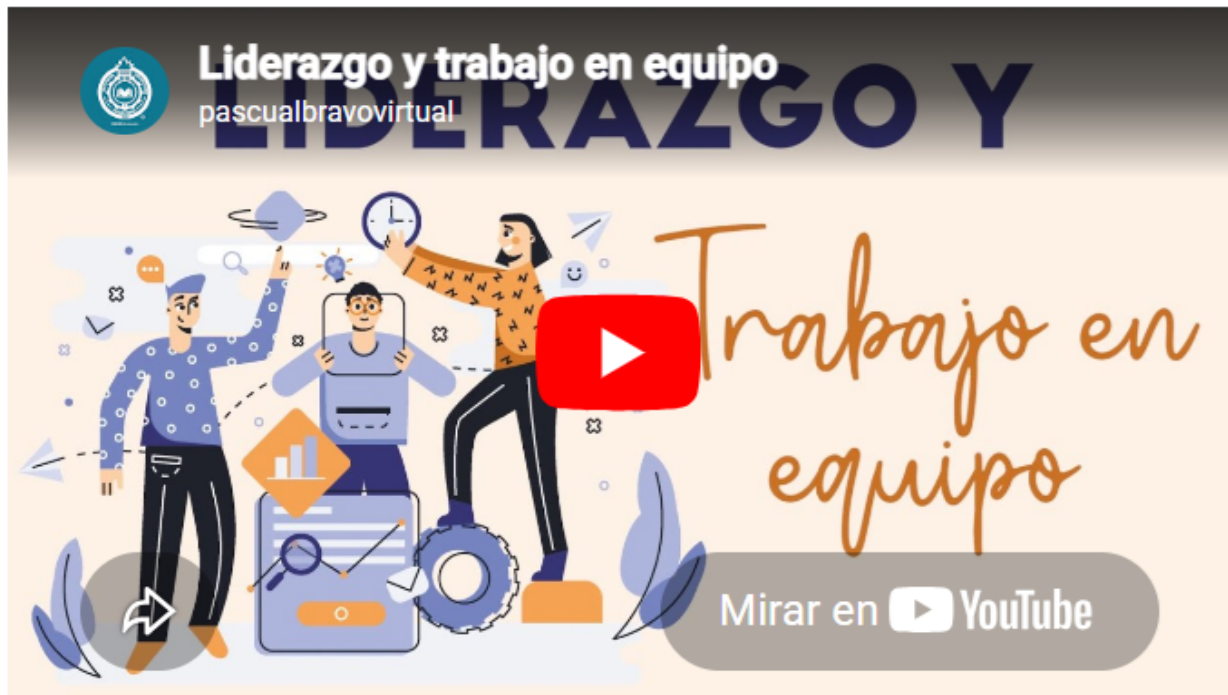 Liderazgo y trabajo en equipo
pascualbravovirtual
LIDERAZGO Y
Trabajo en
equipo
Mirar en YouTube